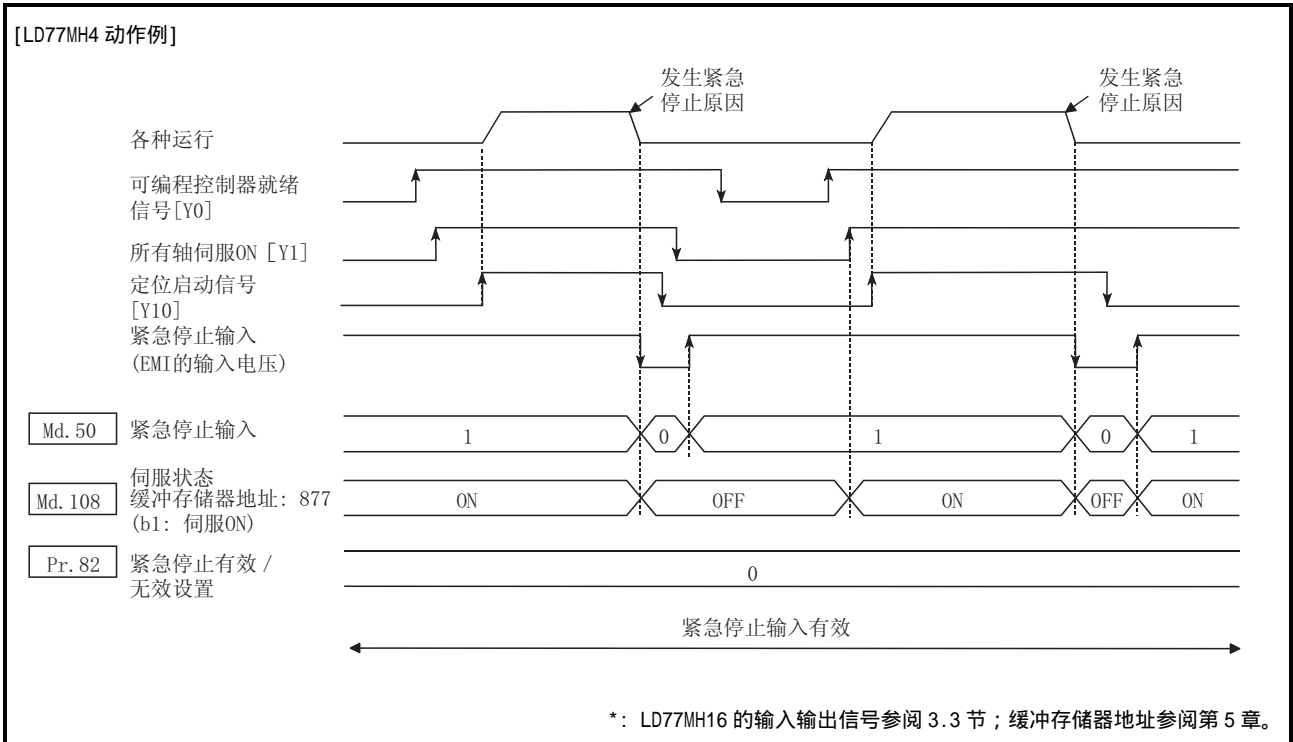 [LD77MH4 动作例]
发生紧急
停止原因
发生紧急
停止原因
各种运行
可编程控制器就绪
信号[Y0]
所有轴伺服ON [Y1]
定位启动信号
[Y10]
紧急停止输入
(EMI的输入电压)
Md.50 紧急停止输入 1 0 1 0 1
伺服状态
Md.108 缓冲存储器地址: 877 ON OFF ON OFF ON
(b1: 伺服ON)
Pr.82 紧急停止有效 /
无效设置
0
紧急停止输入有效
*: LD77MH16 的输入输出信号参阅 3.3 节；缓冲存储器地址参阅第 5 章。